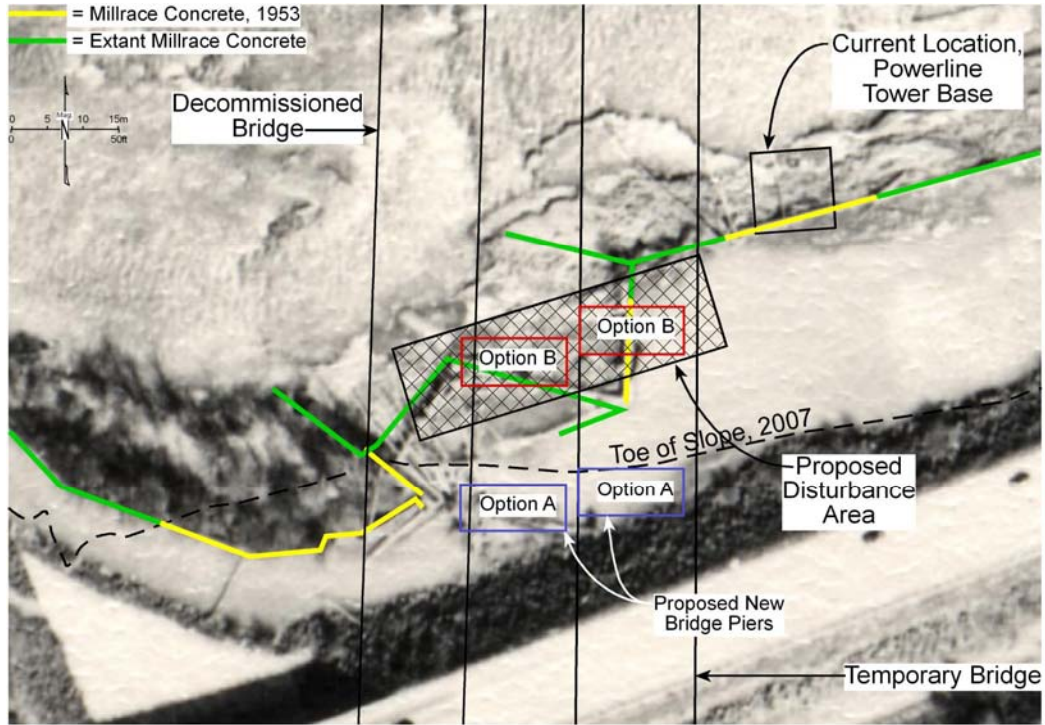 = Millrace Concrete, 1953
= Extant Millrace Concrete
Current Location,
Powerline
Tower Base
Decommissioned
Bridge
Mag.
N
0 5 10 15m
0 50ft
Option B
Option B
Toe of Slope, 2007
Proposed
Disturbance
Area
Option A
Option A
Proposed New
Bridge Piers
Temporary Bridge